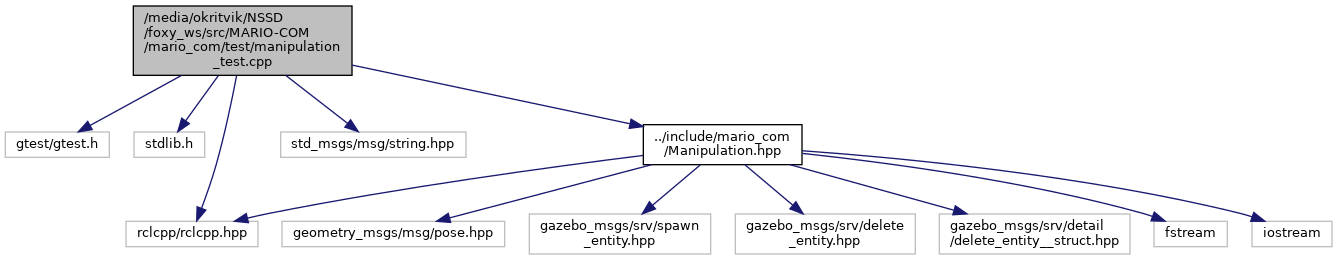 /media/okritvik/NSSD
/foxy_ws/src/MARIO-COM
/mario_com/test/manipulation
_test.cpp
gtest/gtest.h
stdlib.h
std_msgs/msg/string.hpp
../include/mario_com
/Manipulation.hpp
rclcpp/rclcpp.hpp
geometry_msgs/msg/pose.hpp
gazebo_msgs/srv/spawn
_entity.hpp
gazebo_msgs/srv/delete
_entity.hpp
gazebo_msgs/srv/detail
/delete_entity__struct.hpp
fstream
iostream